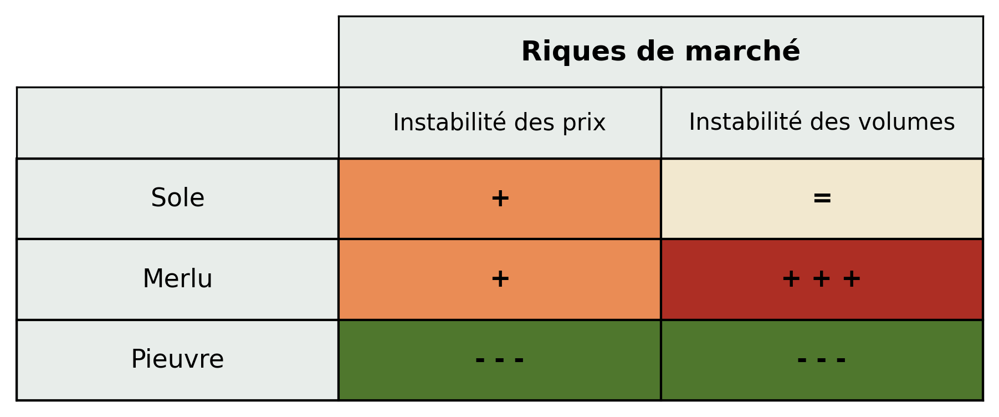 Riques de marché
Instabilité des prix Instabilité des volumes
Sole + =
Merlu + + + +
Pieuvre - - - - - -